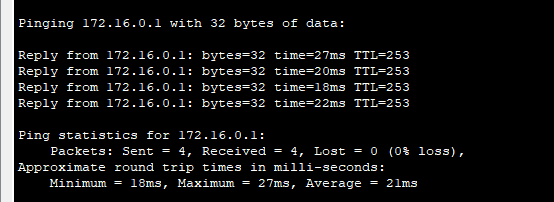 Pinging 172.16.0.1 with 32 bytes of data:
Reply from 172.16.0.1: bytes=32 time=27ms TTL=253
Reply from 172.16.0.1: bytes=32 time=20ms TTL=253
Reply from 172.16.0.1: bytes=32 time=18ms TTL=253
Reply from 172.16.0.1: bytes=32 time=22ms TTL=253
Ping statistics for 172.16.0.1:
Packets: Sent = 4, Received = 4, Lost = 0 (0% loss),
Approximate round trip times in milli-seconds:
Minimum = 18ms, Maximum = 27ms, Average = 21ms